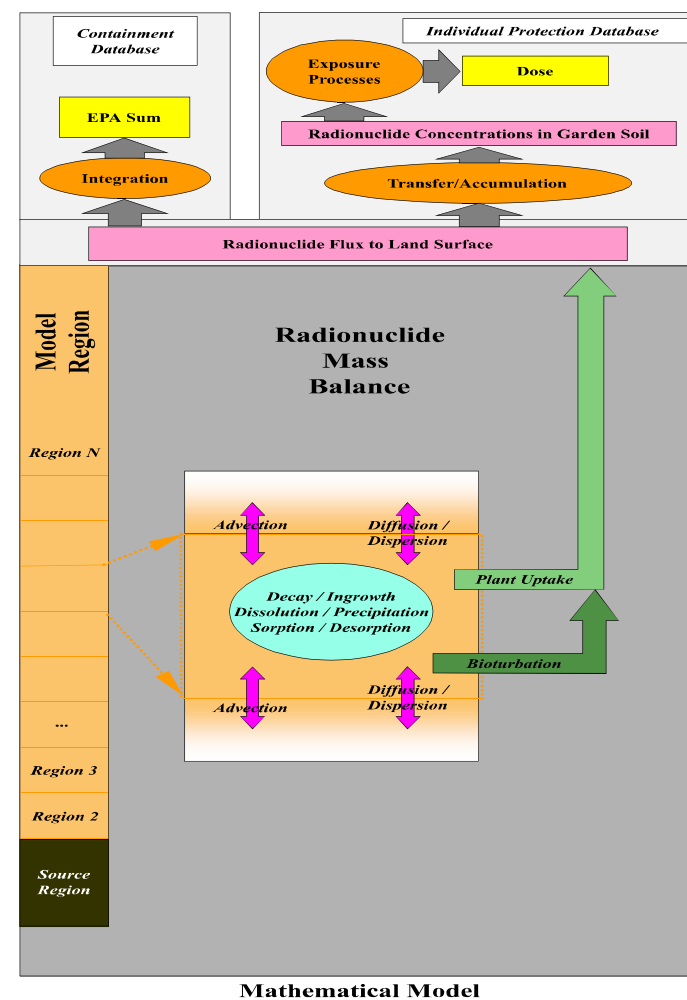 Containment
Database
Individual Protection Database
Exposure
Processes
Dose
EPA Sum
Radionuclide Concentrations in Garden Soil
Integration
Transfer/Accumulation
Radionuclide Flux to Land Surface
Model
Region
Radionuclide
Mass
Balance
Region N
Advection
Diffusion /
Dispersion
Plant Uptake
Decay / Ingrowth
Dissolution / Precipitation
Sorption / Desorption
Bioturbation
Advection
Diffusion /
Dispersion
...
Region 3
Region 2
Source
Region
Mathematical Model